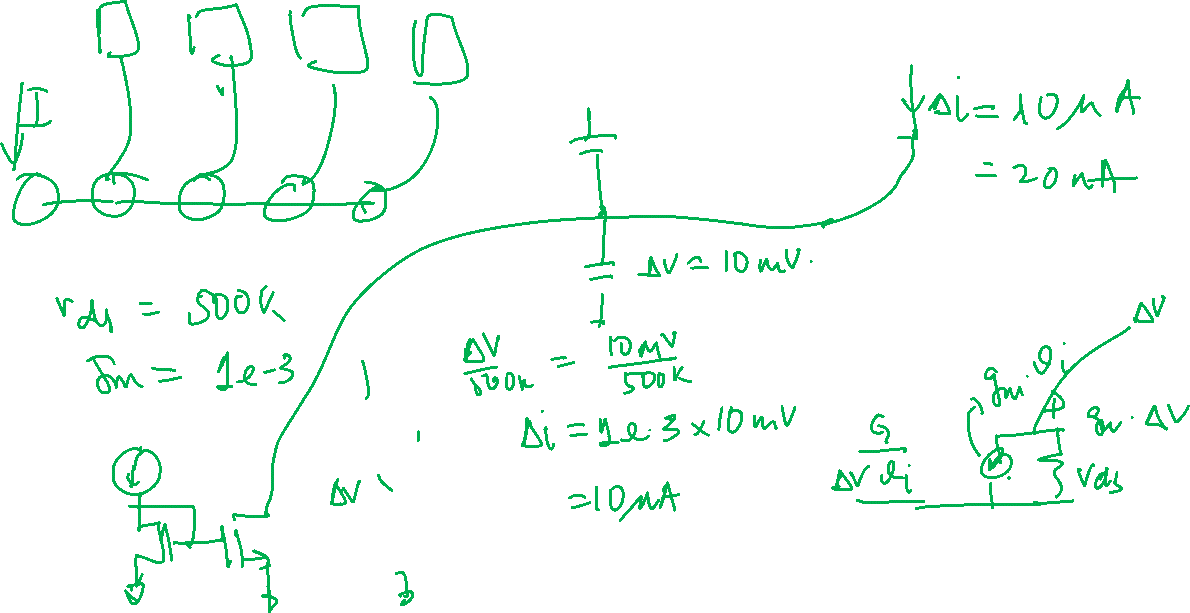 I
Δi = 10 μA
= 20 nA
ΔV = 10 mV.
rds = 500K
gm = 1e-3
ΔV/500K = 10mV/500K
Δi = 1e-3 × 10 mV
= 10 μA
ΔV
ΔV
gm·vi
gm·ΔV
G
ΔV vi
rds